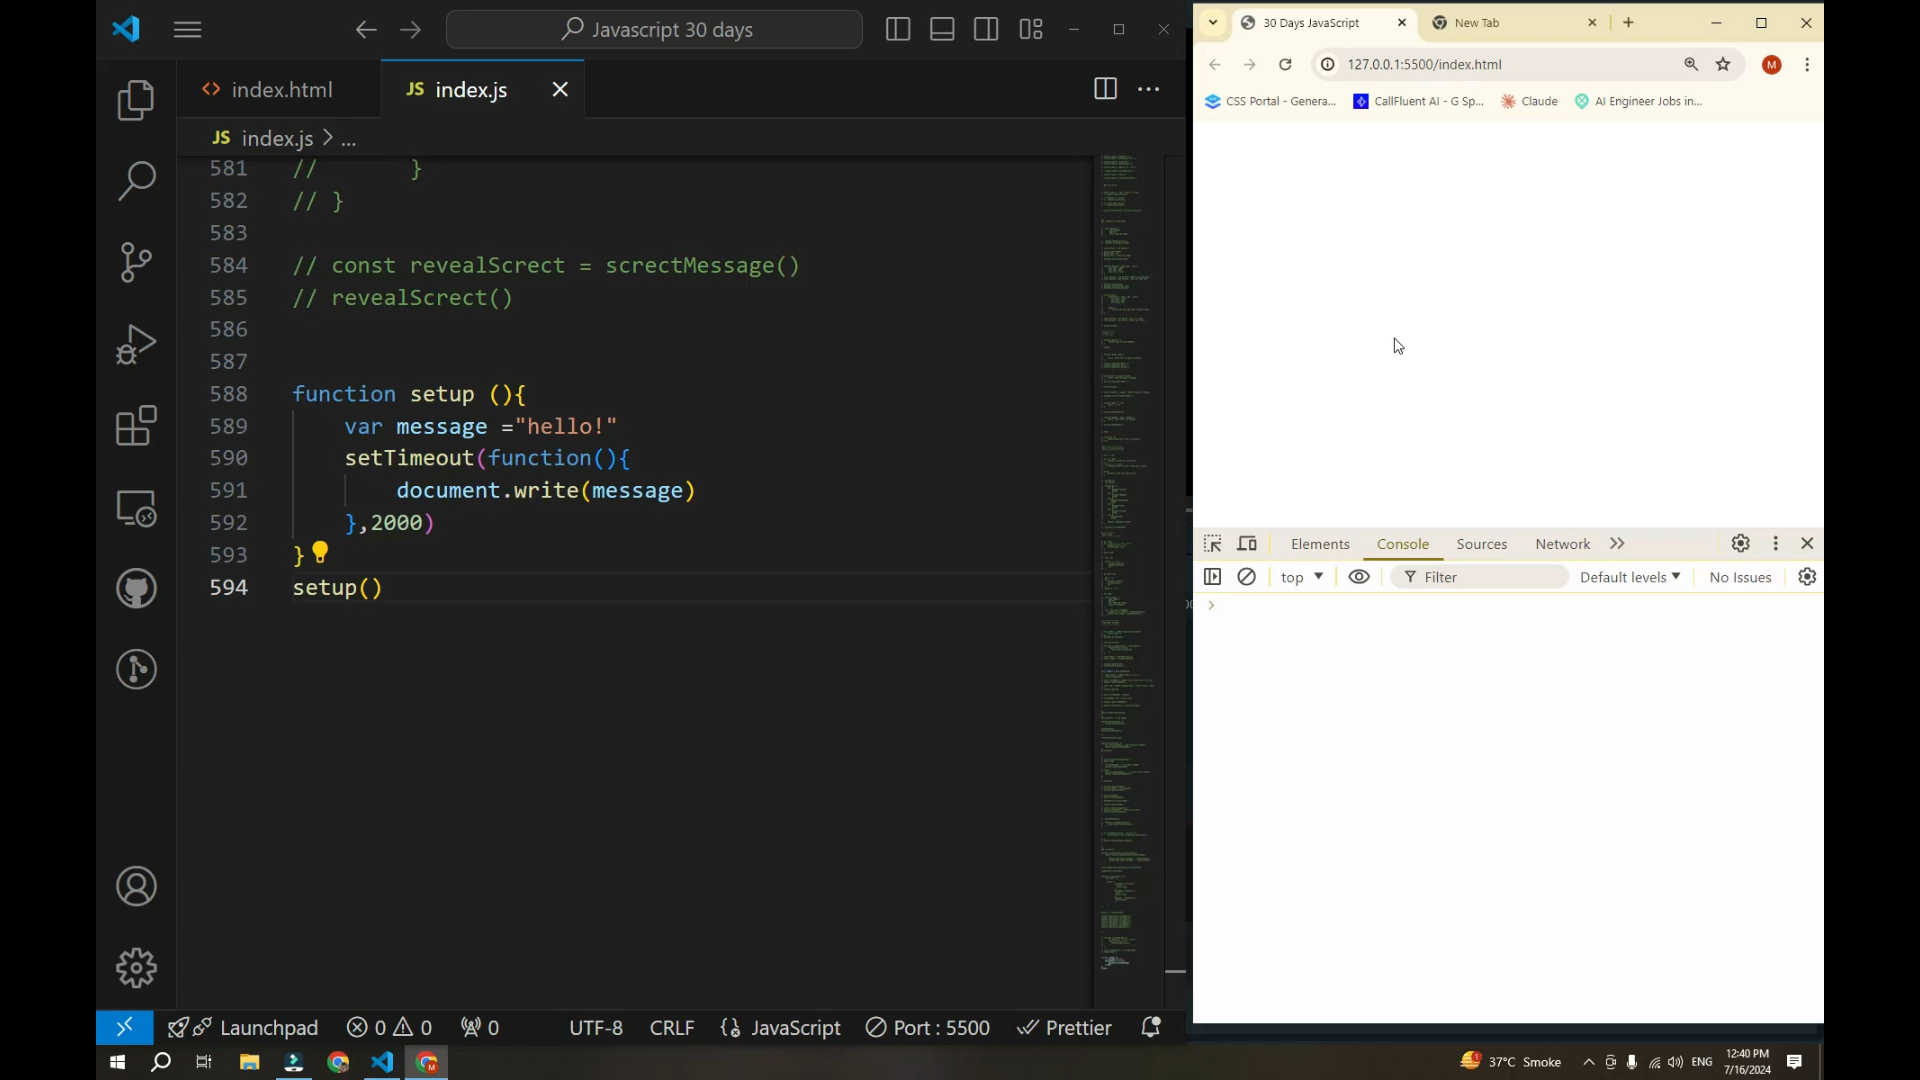 Javascript 30 days
index.html
JS index.js
JS index.js > ...
581 //       }
582 // }
583
584 // const revealScrect = screctMessage()
585 // revealScrect()
586
587
588 function setup (){
589     var message ="hello!"
590     setTimeout(function(){
591         document.write(message)
592     },2000)
593 }
594 setup()
Launchpad 0 0 0 UTF-8 CRLF JavaScript Port : 5500 Prettier
30 Days JavaScript
New Tab
127.0.0.1:5500/index.html
M
CSS Portal - Genera...
CallFluent AI - G Sp...
Claude
AI Engineer Jobs in...
Elements Console Sources Network
top Filter Default levels No Issues
37°C Smoke ENG 12:40 PM
7/16/2024